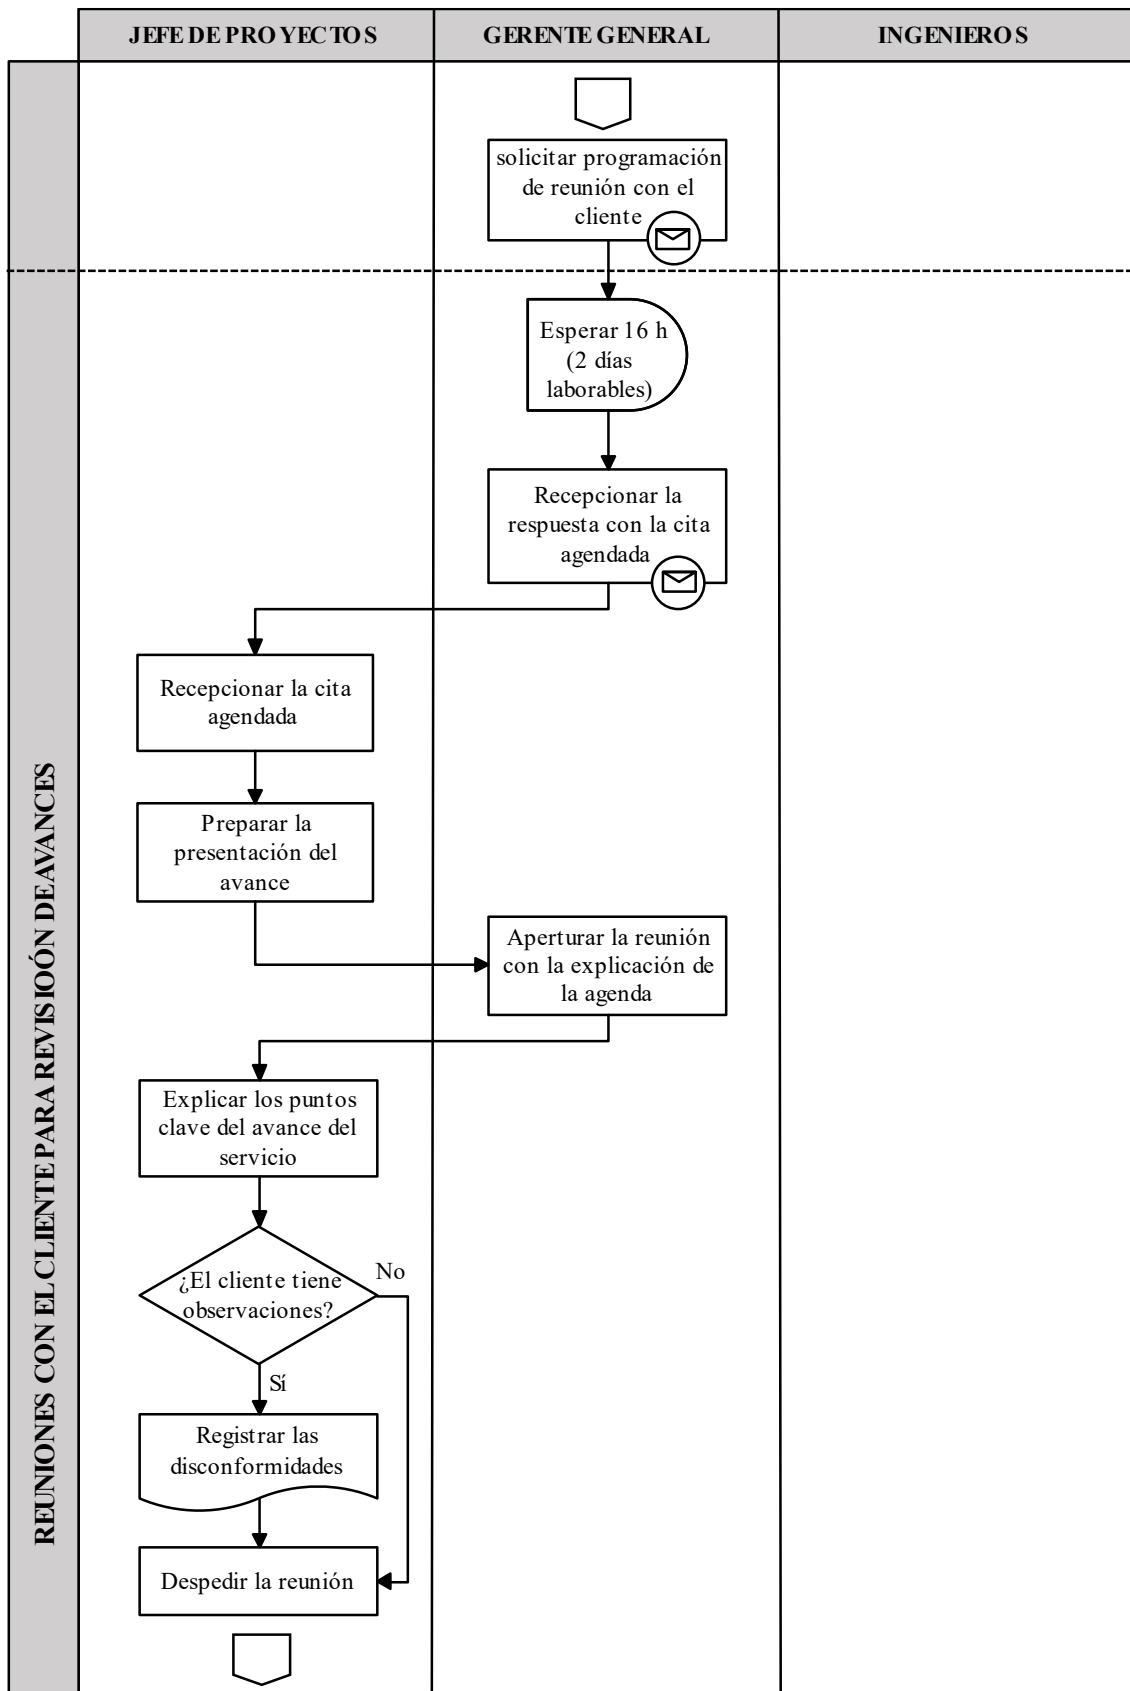 JEFE DE PROYECTOS
GERENTE GENERAL
INGENIEROS
solicitar programación
de reunión con el
cliente
Esperar 16 h
(2 días
laborables)
Recepcionar la
respuesta con la cita
agendada
Recepcionar la cita
agendada
Preparar la
presentación del
avance
Aperturar la reunión
con la explicación de
la agenda
Explicar los puntos
clave del avance del
servicio
¿El cliente tiene
observaciones?
No
Sí
Registrar las
disconformidades
Despedir la reunión
REUNIONES CON EL CLIENTE PARA REVISIOÓN DE AVANCES